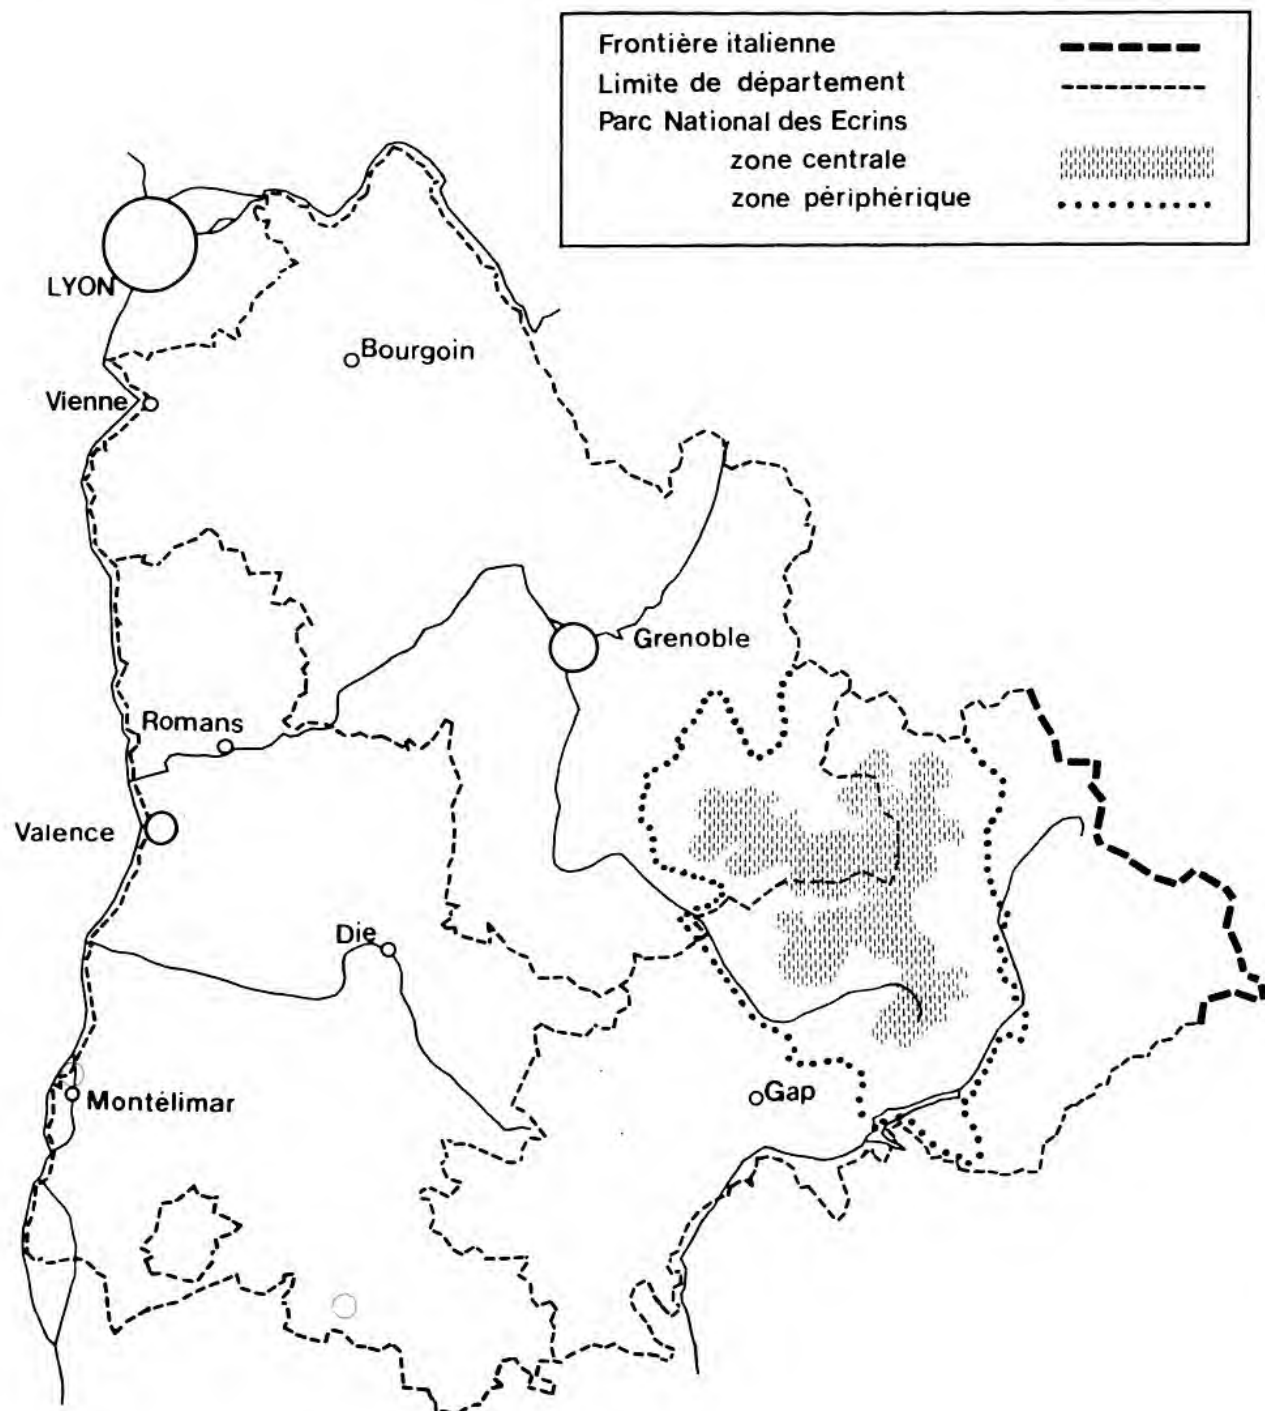 Frontière italienne
Limite de département
Parc National des Ecrins
zone centrale
zone périphérique
LYON
Bourgoin
Vienne
Grenoble
Romans
Valence
Die
Montélimar
Gap